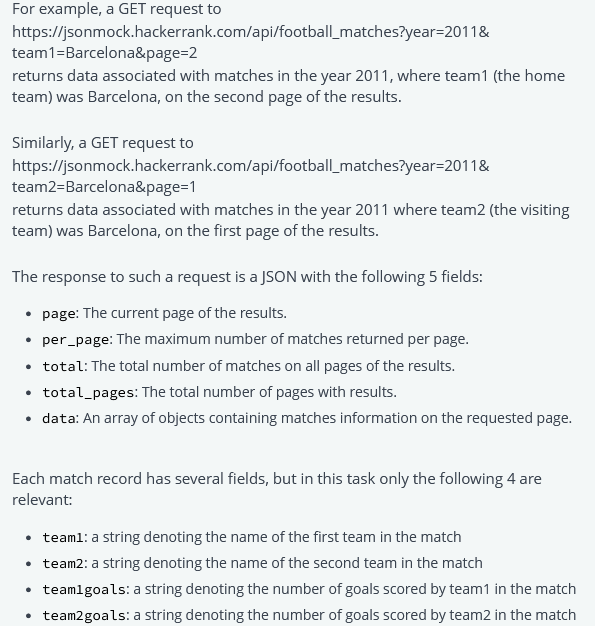 For example, a GET request to
https://jsonmock.hackerrank.com/api/football_matches?year=2011&
team1=Barcelona&page=2
returns data associated with matches in the year 2011, where team1 (the home
team) was Barcelona, on the second page of the results.
Similarly, a GET request to
https://jsonmock.hackerrank.com/api/football_matches?year=2011&
team2=Barcelona&page=1
returns data associated with matches in the year 2011 where team2 (the visiting
team) was Barcelona, on the first page of the results.
The response to such a request is a JSON with the following 5 fields:
• page: The current page of the results.
• per_page: The maximum number of matches returned per page.
• total: The total number of matches on all pages of the results.
• total_pages: The total number of pages with results.
• data: An array of objects containing matches information on the requested page.
Each match record has several fields, but in this task only the following 4 are
relevant:
• team1: a string denoting the name of the first team in the match
• team2: a string denoting the name of the second team in the match
• team1goals: a string denoting the number of goals scored by team1 in the match
• team2goals: a string denoting the number of goals scored by team2 in the match